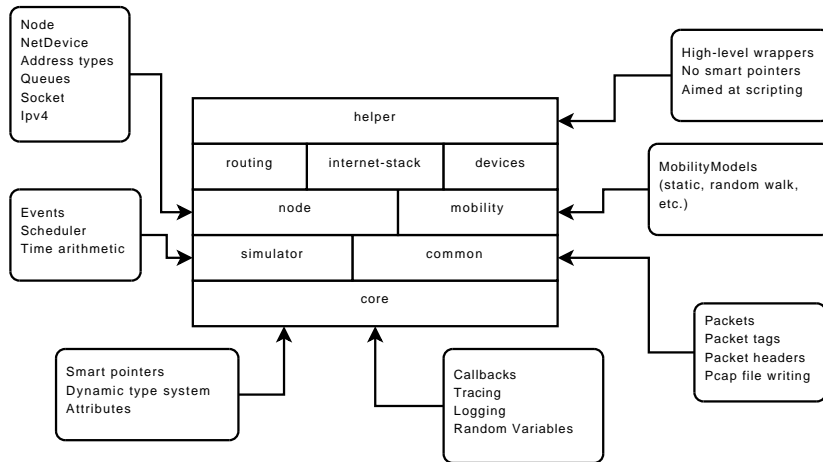 Node
NetDevice
Address types
Queues
Socket
Ipv4
High-level wrappers
No smart pointers
Aimed at scripting
helper
routing
internet-stack
devices
node
mobility
simulator
common
core
MobilityModels
(static, random walk,
etc.)
Events
Scheduler
Time arithmetic
Packets
Packet tags
Packet headers
Pcap file writing
Smart pointers
Dynamic type system
Attributes
Callbacks
Tracing
Logging
Random Variables